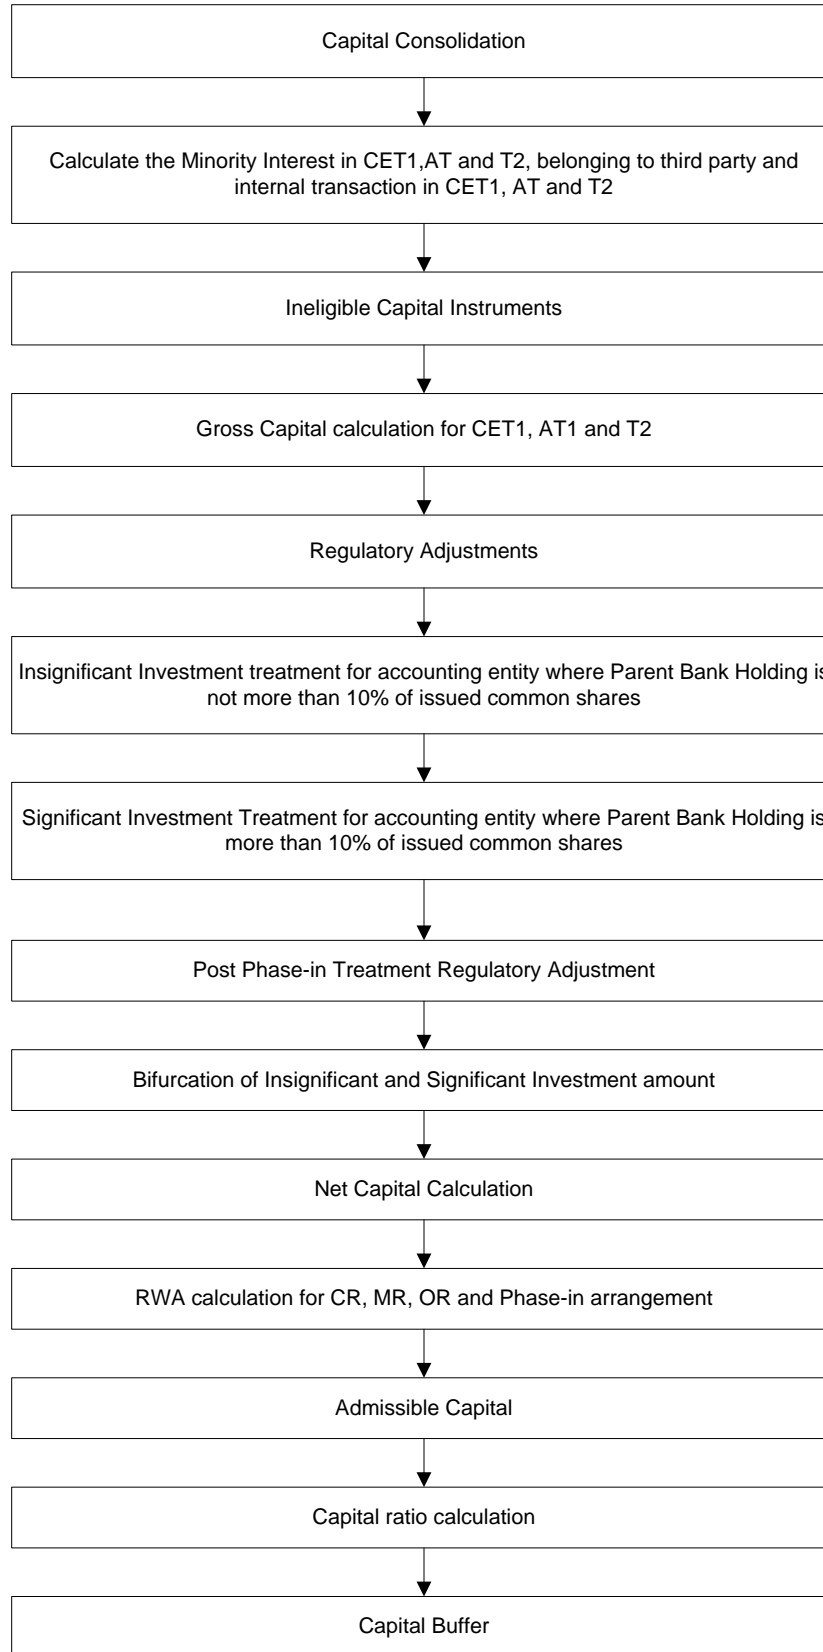 Capital Consolidation
Calculate the Minority Interest in CET1,AT and T2, belonging to third party and
internal transaction in CET1, AT and T2
Ineligible Capital Instruments
Gross Capital calculation for CET1, AT1 and T2
Regulatory Adjustments
Insignificant Investment treatment for accounting entity where Parent Bank Holding is
not more than 10% of issued common shares
Significant Investment Treatment for accounting entity where Parent Bank Holding is
more than 10% of issued common shares
Post Phase-in Treatment Regulatory Adjustment
Bifurcation of Insignificant and Significant Investment amount
Net Capital Calculation
RWA calculation for CR, MR, OR and Phase-in arrangement
Admissible Capital
Capital ratio calculation
Capital Buffer